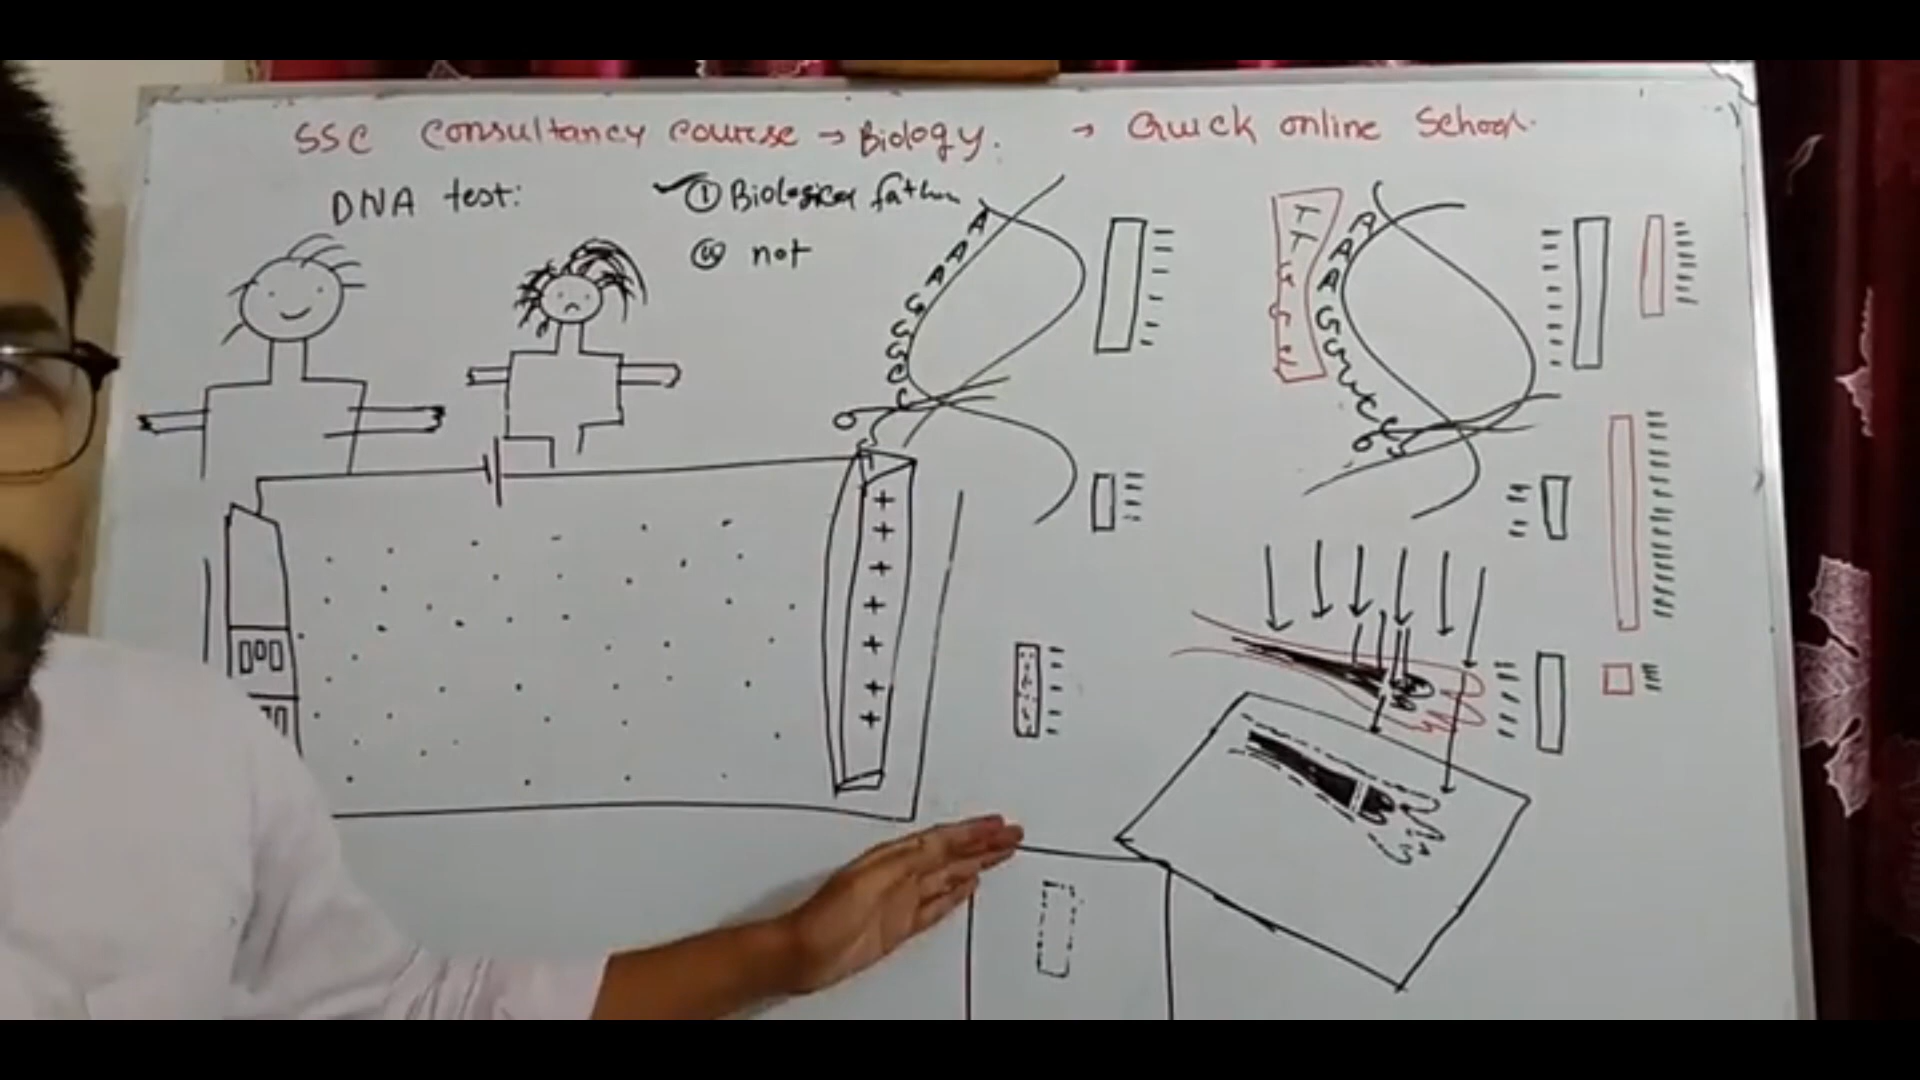 SSC Consultancy Course → Biology. → Quick online School.
DNA test:
① Biological father
② not
A
A
A
G
G
G
C
C
C
T
T
G
G
C
A
A
A
G
G
C
C
+
+
+
+
+
+
+